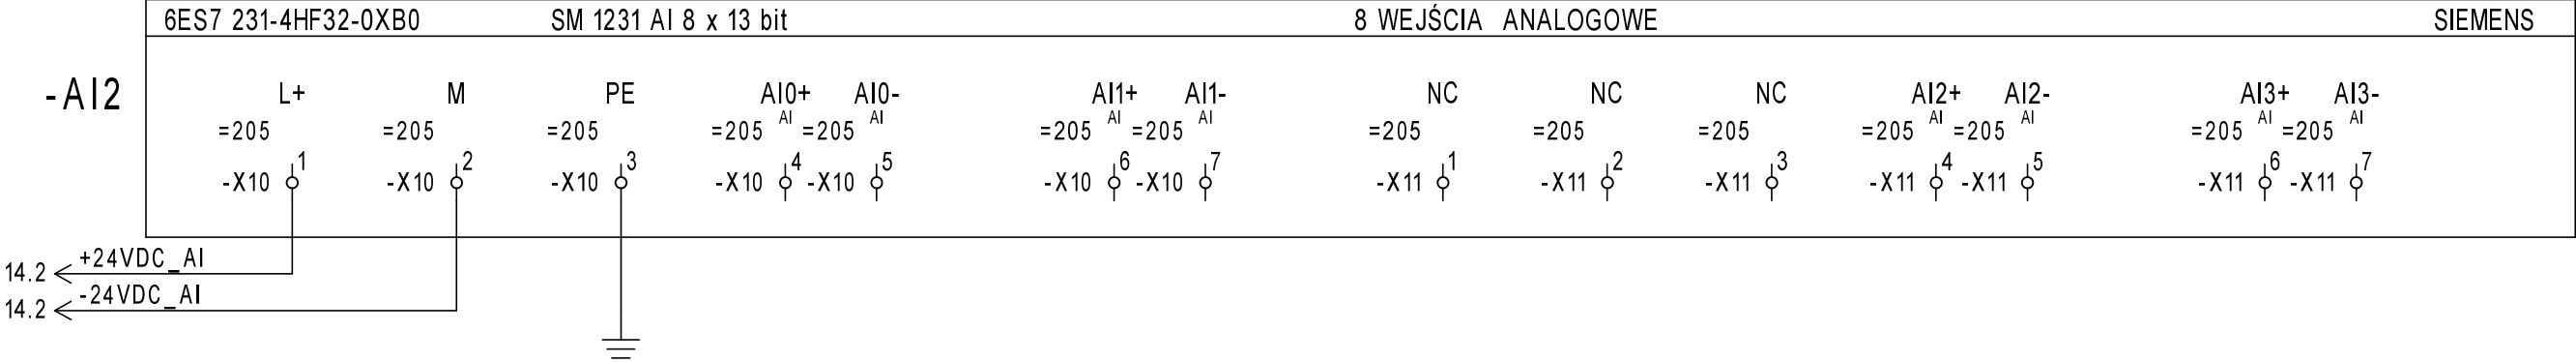 6ES7 231-4HF32-0XB0 SM 1231 AI 8 x 13 bit 8 WEJŚCIA ANALOGOWE SIEMENS
-AI2 L+ M PE AI0+ AI0- AI1+ AI1- NC NC NC AI2+ AI2- AI3+ AI3-
AI AI AI AI AI AI AI AI
=205 =205 =205 =205 =205 =205 =205 =205 =205 =205 =205 =205 =205 =205
1 2 3 4 5 6 7 1 2 3 4 5 6 7
-X10 -X10 -X10 -X10 -X10 -X10 -X10 -X11 -X11 -X11 -X11 -X11 -X11 -X11
14.2 +24VDC_AI
14.2 -24VDC_AI